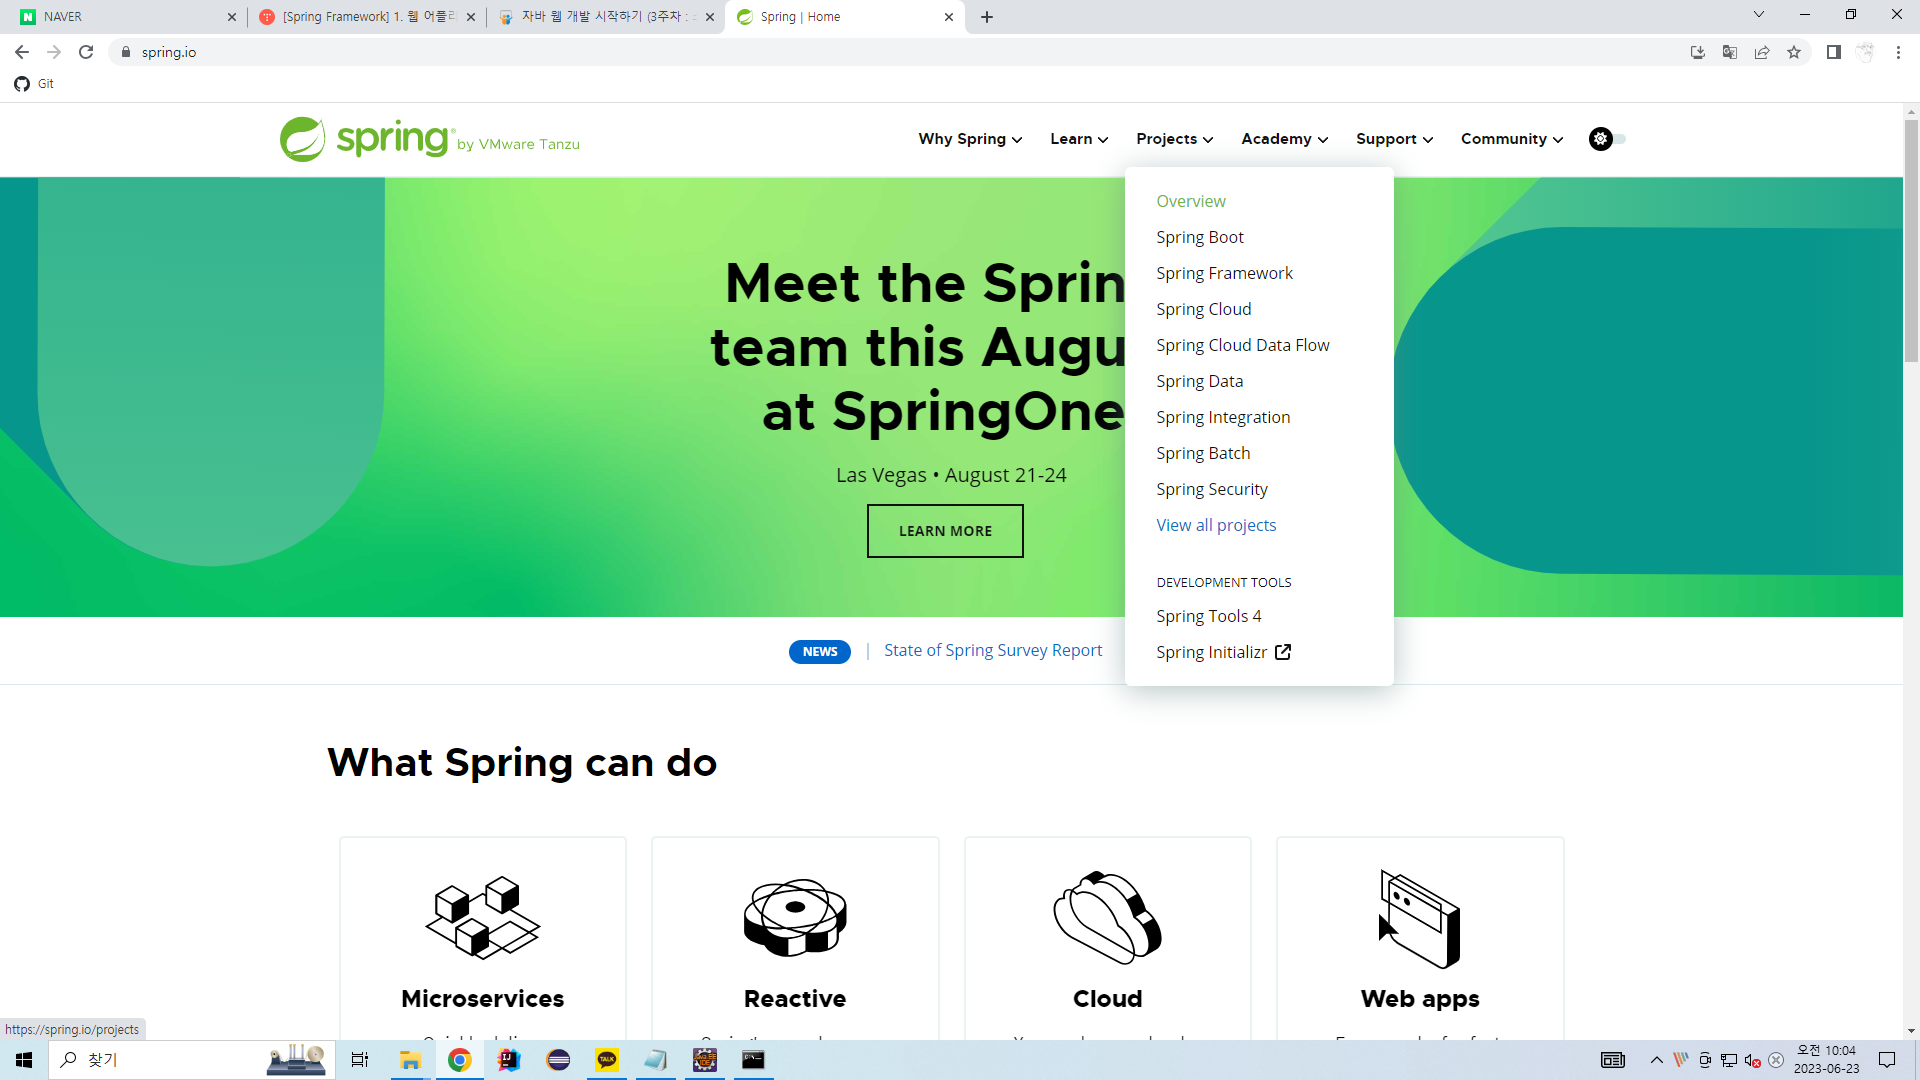 NAVER
[Spring Framework] 1. 웹 어플리
자바 웹 개발 시작하기 (3주차 :
Spring | Home
spring.io
Git
spring by VMware Tanzu
Why Spring
Learn
Projects
Academy
Support
Community
Overview
Spring Boot
Spring Framework
Spring Cloud
Spring Cloud Data Flow
Spring Data
Spring Integration
Spring Batch
Spring Security
View all projects
DEVELOPMENT TOOLS
Spring Tools 4
Spring Initializr
Meet the Sprin
team this Augu
at SpringOne
Las Vegas • August 21-24
LEARN MORE
NEWS
State of Spring Survey Report
What Spring can do
Microservices
Reactive
Cloud
Web apps
https://spring.io/projects
찾기
TALK
오전 10:04
2023-06-23